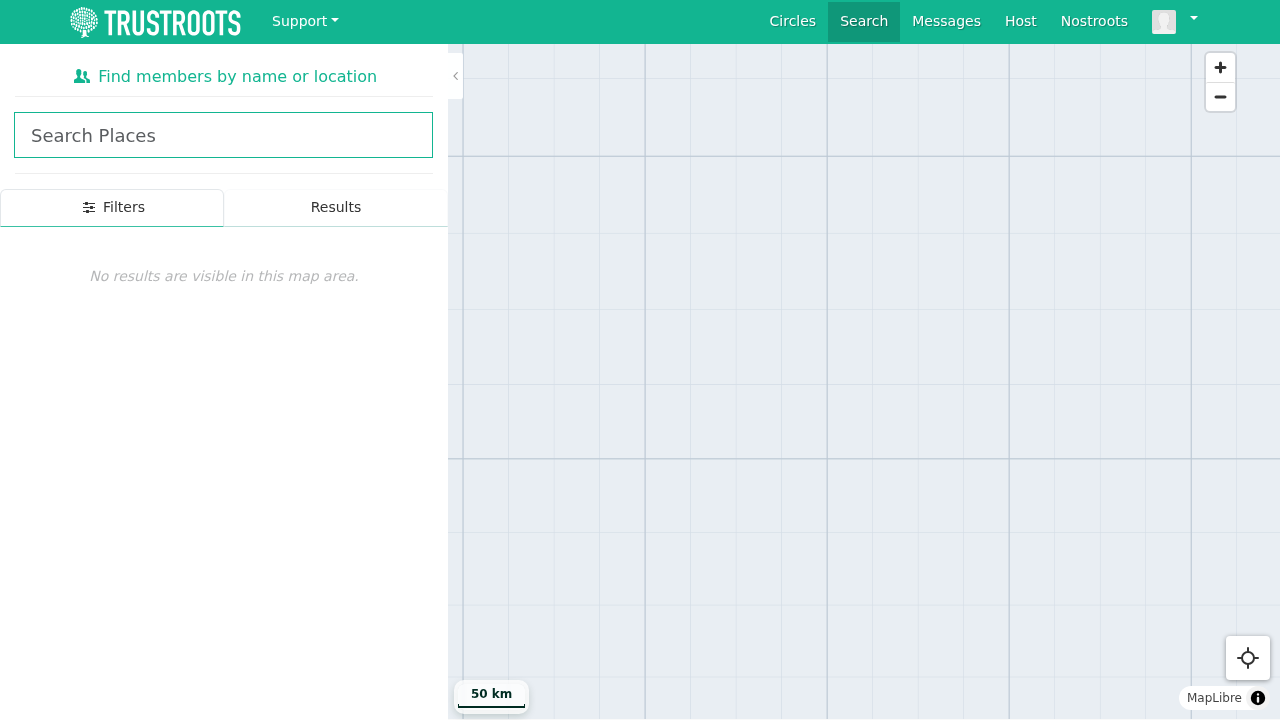 TRUSTROOTS Support Circles Search Messages Host Nostroots
Find members by name or location
Search Places
Filters Results
No results are visible in this map area.
50 km
MapLibre